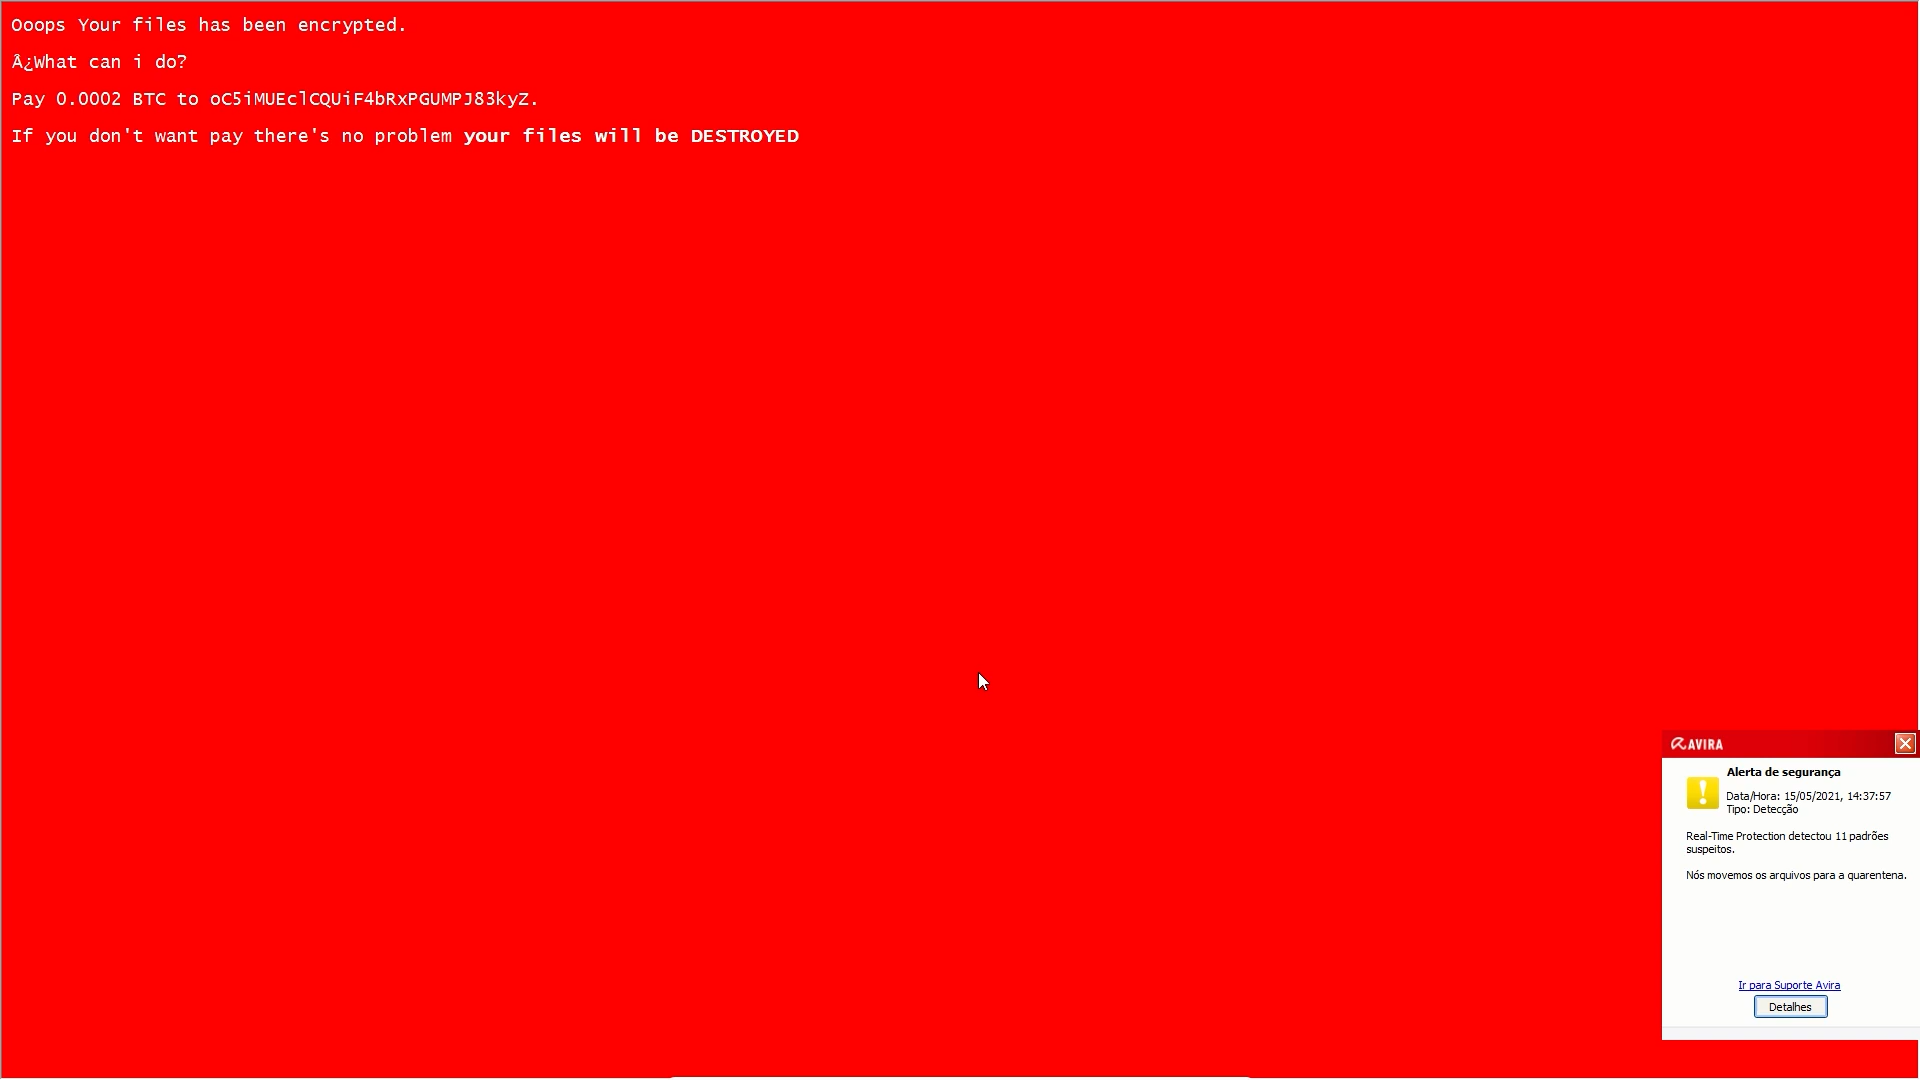 Ooops Your files has been encrypted.
Â¿What can i do?
Pay 0.0002 BTC to oC5iMUEclCQUiF4bRxPGUMPJ83kyZ.
If you don't want pay there's no problem your files will be DESTROYED
AVIRA
Alerta de segurança
Data/Hora: 15/05/2021, 14:37:57
Tipo: Detecção
Real-Time Protection detectou 11 padrões
suspeitos.
Nós movemos os arquivos para a quarentena.
Ir para Suporte Avira
Detalhes